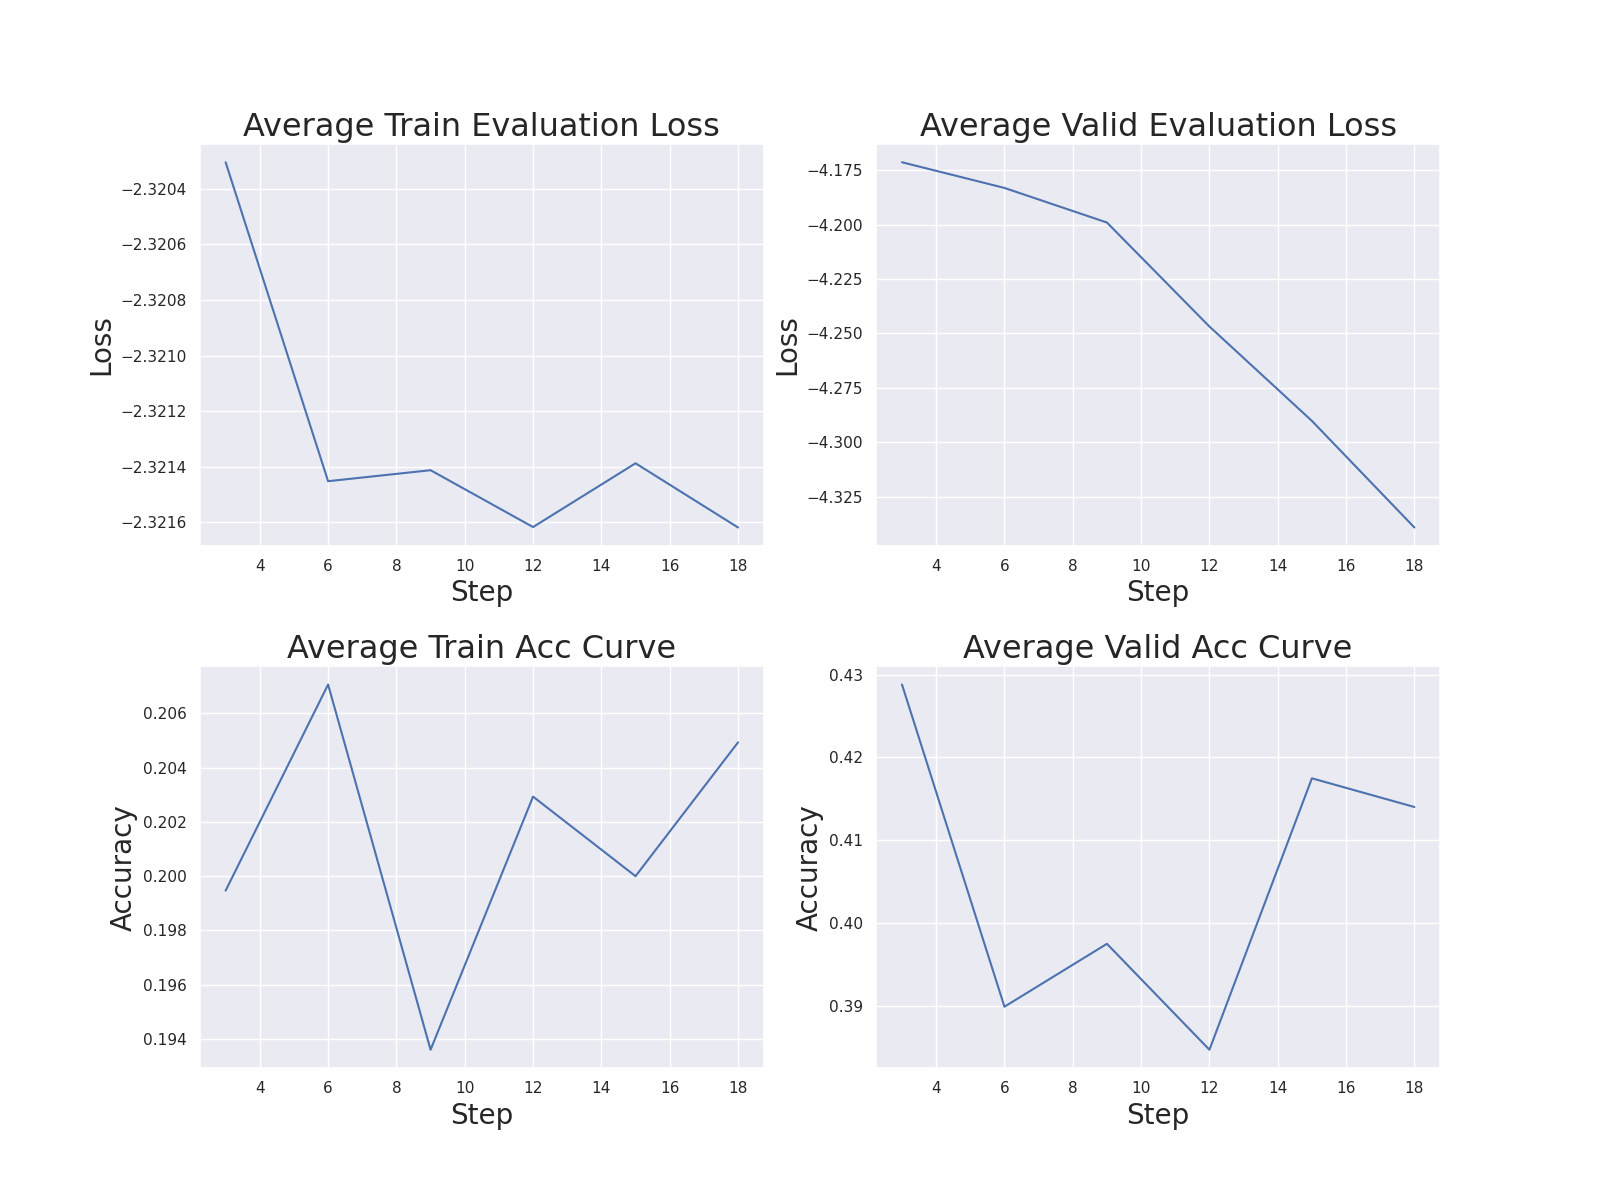 Average Train Evaluation Loss
Loss
−2.3204
−2.3206
−2.3208
−2.3210
−2.3212
−2.3214
−2.3216
4 6 8 10 12 14 16 18
Step
Average Valid Evaluation Loss
Loss
−4.175
−4.200
−4.225
−4.250
−4.275
−4.300
−4.325
4 6 8 10 12 14 16 18
Step
Average Train Acc Curve
Accuracy
0.206
0.204
0.202
0.200
0.198
0.196
0.194
4 6 8 10 12 14 16 18
Step
Average Valid Acc Curve
Accuracy
0.43
0.42
0.41
0.40
0.39
4 6 8 10 12 14 16 18
Step